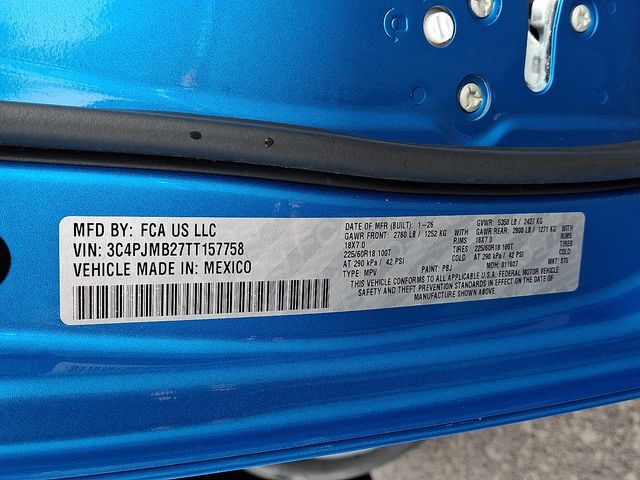 MFD BY: FCA US LLC
VIN: 3C4PJMB27TT157758
VEHICLE MADE IN: MEXICO
DATE OF MFR (BUILT): 1-26 GVWR: 5350 LB / 2427 KG
GAWR FRONT: 2760 LB / 1252 KG WITH GAWR REAR: 2800 LB / 1271 KG WITH
18X7.0 RIMS 18X7.0 RIMS
225/60R18 100T TIRES 225/60R18 100T TIRES
AT 290 kPa / 42 PSI COLD AT 290 kPa / 42 PSI COLD
TYPE: MPV PAINT: PBJ MDH: 011607 MKT: 075
THIS VEHICLE CONFORMS TO ALL APPLICABLE U.S.A. FEDERAL MOTOR VEHICLE
SAFETY AND THEFT PREVENTION STANDARDS IN EFFECT ON THE DATE OF
MANUFACTURE SHOWN ABOVE.